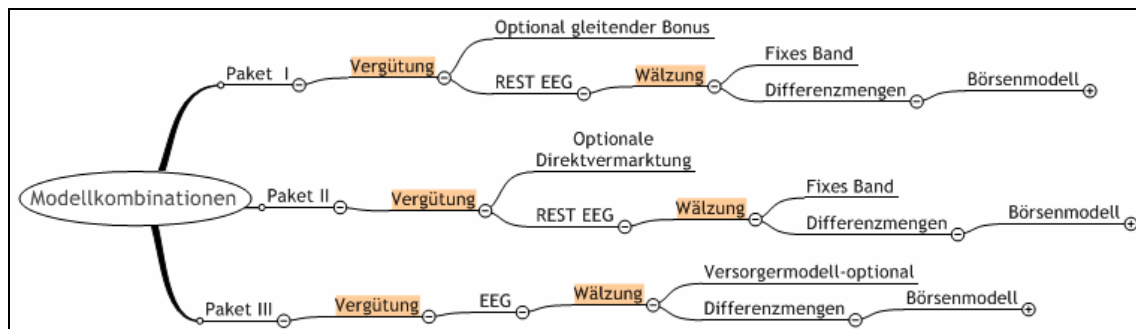 Modellkombinationen
Paket I
Vergütung
Optional gleitender Bonus
REST EEG
Wälzung
Fixes Band
Differenzmengen
Börsenmodell
Paket II
Vergütung
Optionale
Direktvermarktung
REST EEG
Wälzung
Fixes Band
Differenzmengen
Börsenmodell
Paket III
Vergütung
EEG
Wälzung
Versorgermodell-optional
Differenzmengen
Börsenmodell